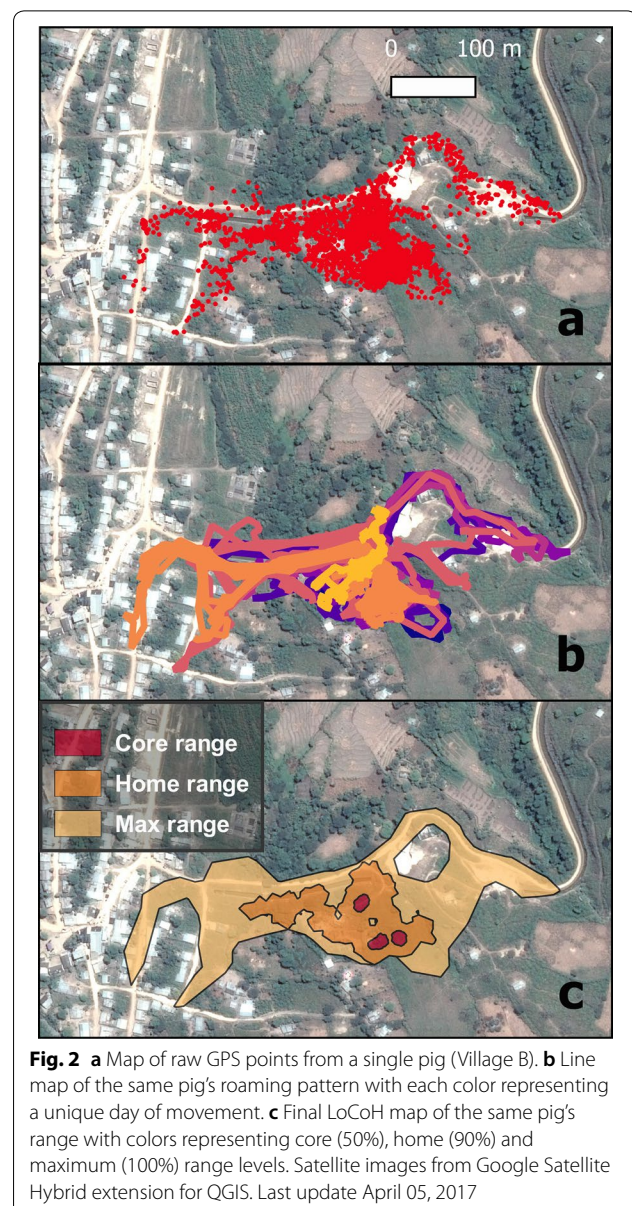 0 100 m
a
b
Core range
Home range
Max range
c
Fig. 2 a Map of raw GPS points from a single pig (Village B). b Line
map of the same pig's roaming pattern with each color representing
a unique day of movement. c Final LoCoH map of the same pig's
range with colors representing core (50%), home (90%) and
maximum (100%) range levels. Satellite images from Google Satellite
Hybrid extension for QGIS. Last update April 05, 2017